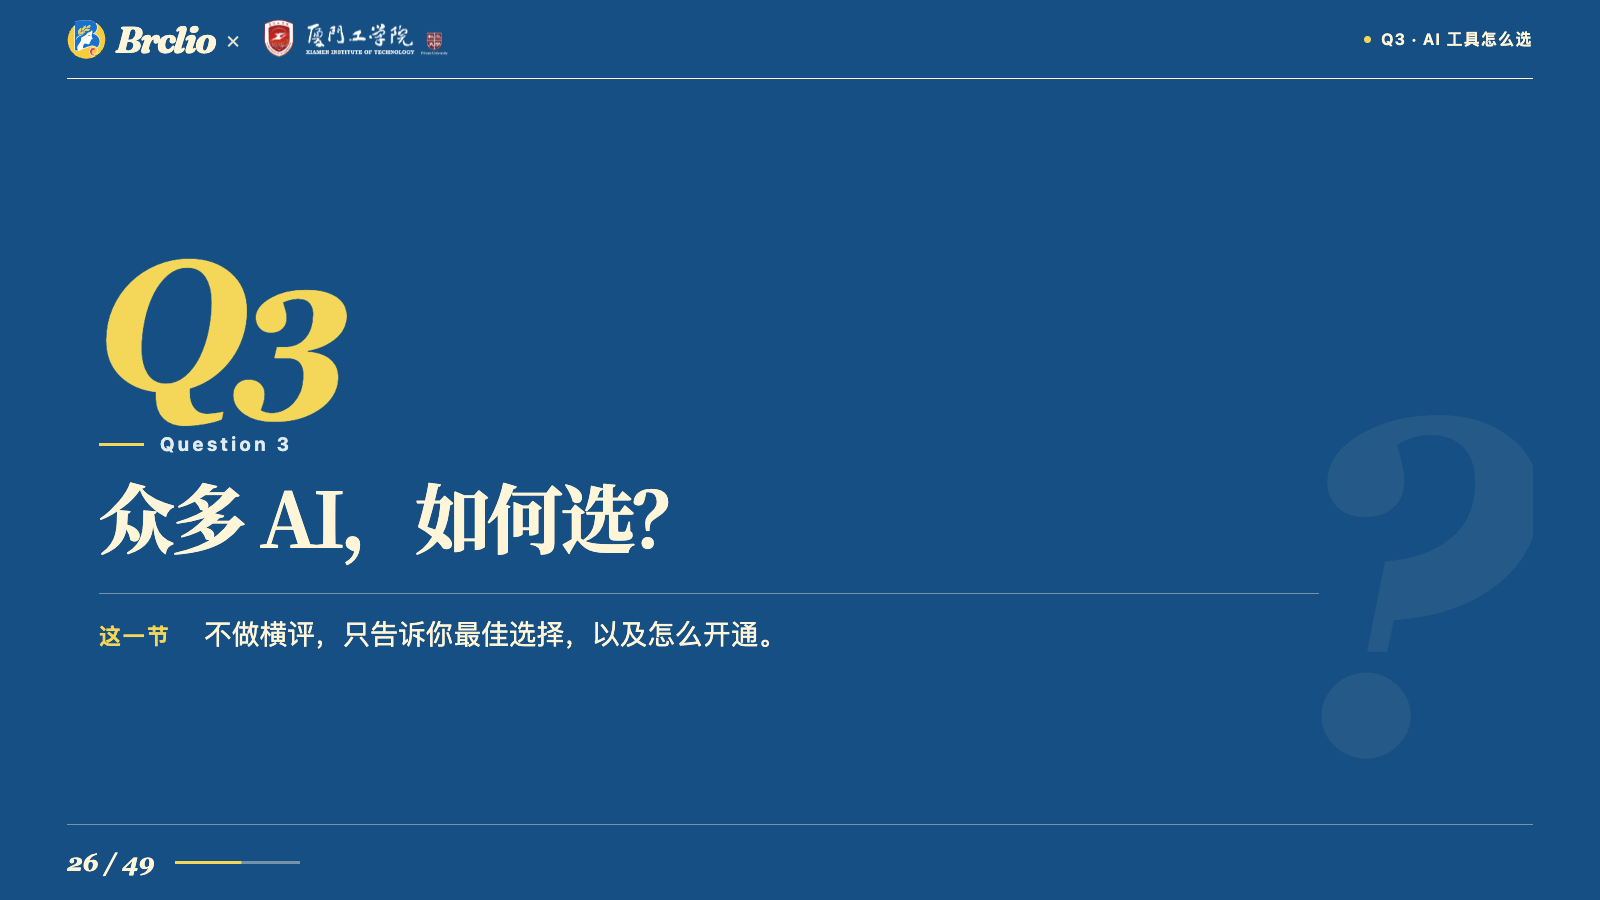 Brclio × 厦门工学院
XIAMEN INSTITUTE OF TECHNOLOGY
Q3 · AI 工具怎么选
Q3
Question 3
众多 AI，如何选？
这一节 不做横评，只告诉你最佳选择，以及怎么开通。
?
26 / 49